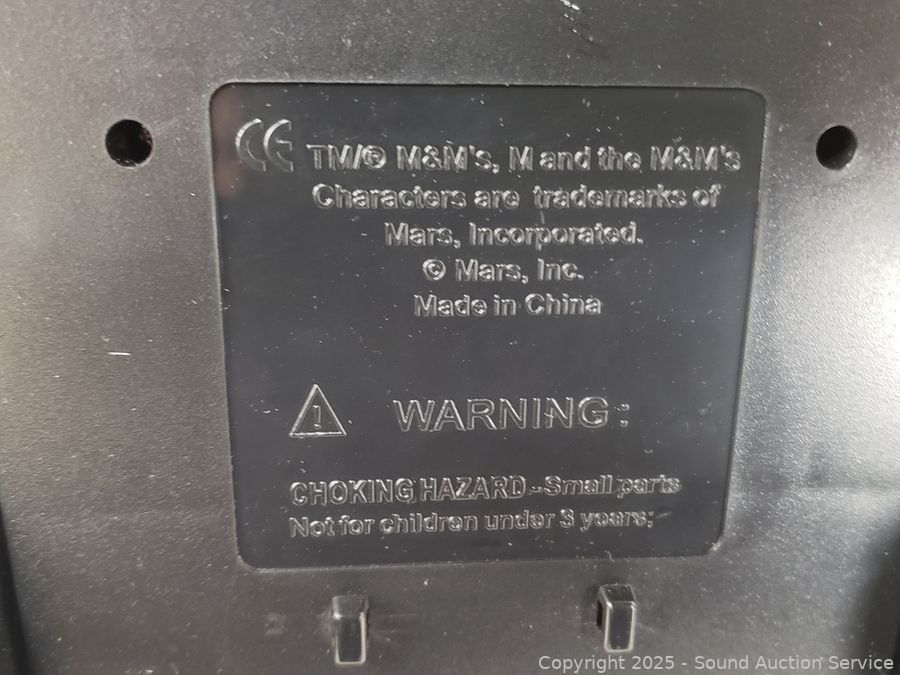 CE TM/® M&M's, M and the M&M's
Characters are trademarks of
Mars, Incorporated.
© Mars, Inc.
Made in China
! WARNING:
CHOKING HAZARD-Small parts
Not for children under 3 years.
Copyright 2025 - Sound Auction Service